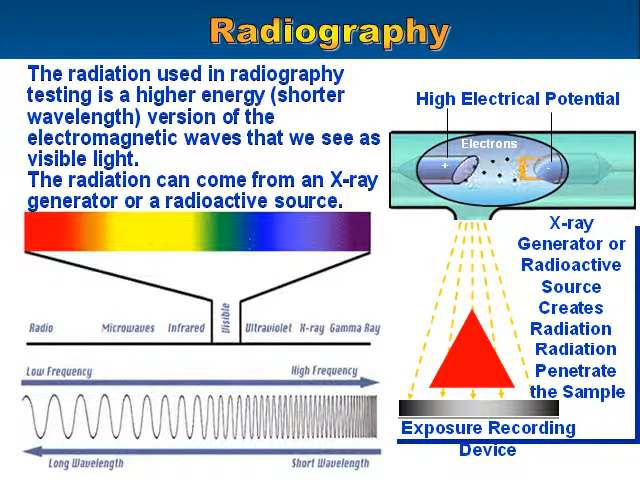 Radiography
The radiation used in radiography
testing is a higher energy (shorter
wavelength) version of the
electromagnetic waves that we see as
visible light.
The radiation can come from an X-ray
generator or a radioactive source.
High Electrical Potential
Electrons
+
-
X-ray
Generator or
Radioactive
Source
Creates
Radiation
Radiation
Penetrate
the Sample
Visible
Radio Microwaves Infrared Ultraviolet X-ray Gamma Ray
Low Frequency High Frequency
Long Wavelength Short Wavelength
Exposure Recording
Device